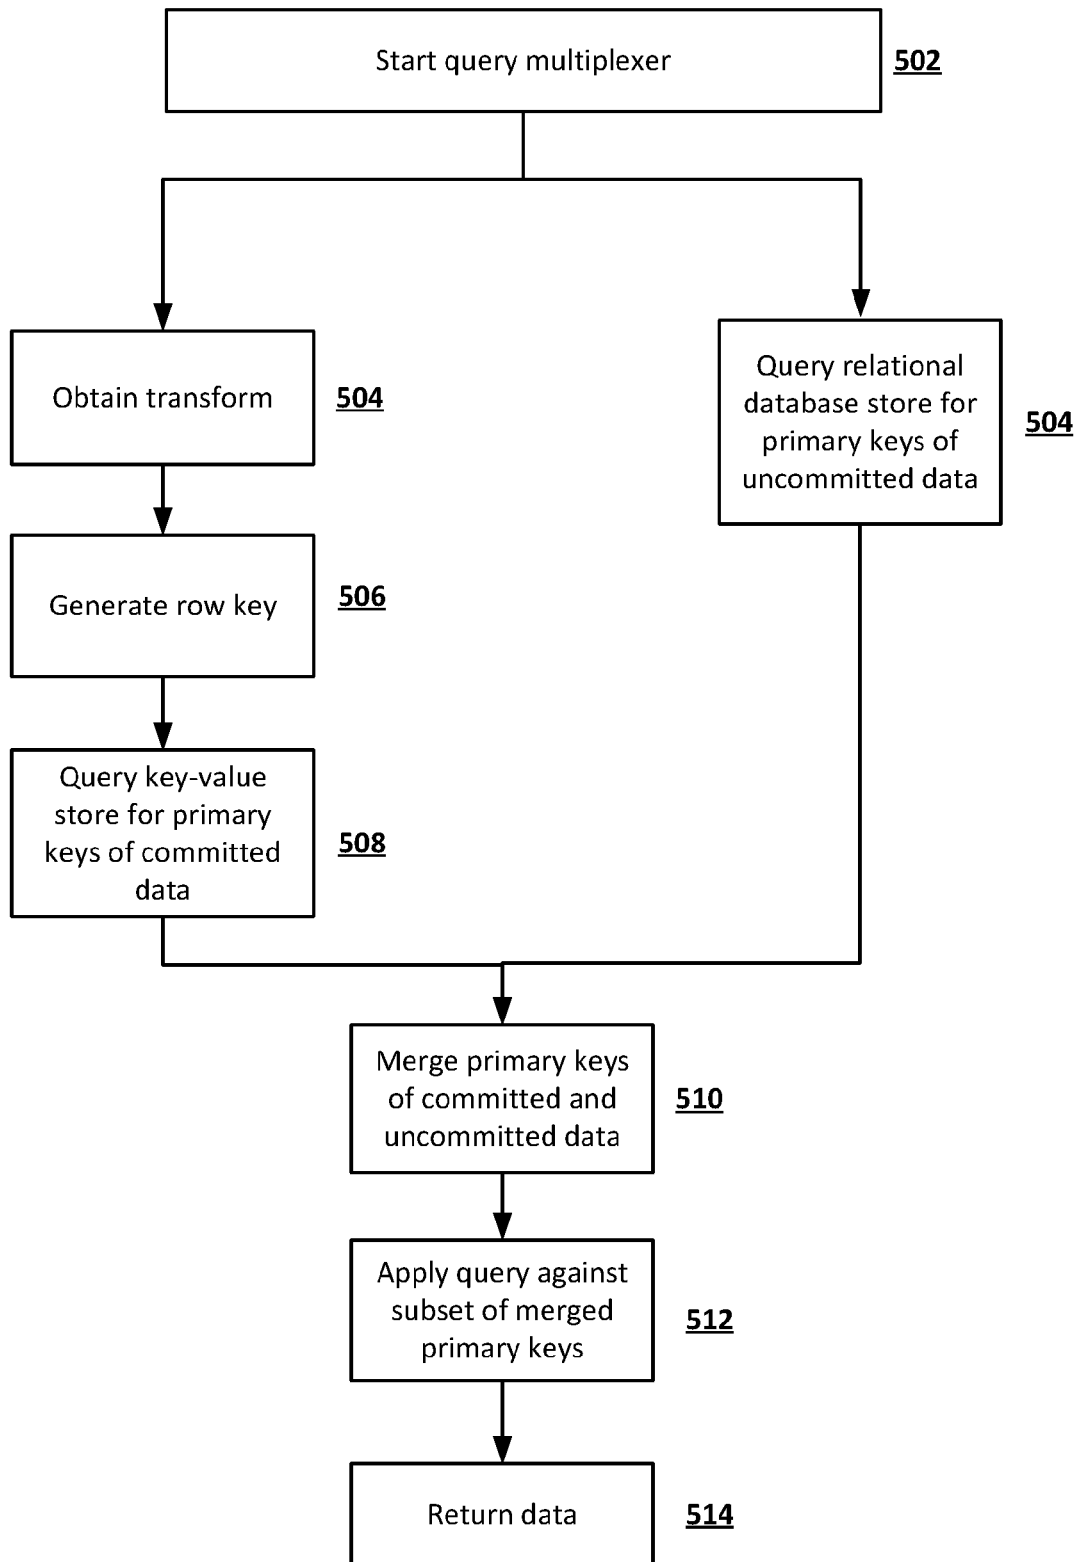 Start query multiplexer
502
Obtain transform
504
Query relational
database store for
primary keys of
uncommitted data
504
Generate row key
506
Query key-value
store for primary
keys of committed
data
508
Merge primary keys
of committed and
uncommitted data
510
Apply query against
subset of merged
primary keys
512
Return data
514